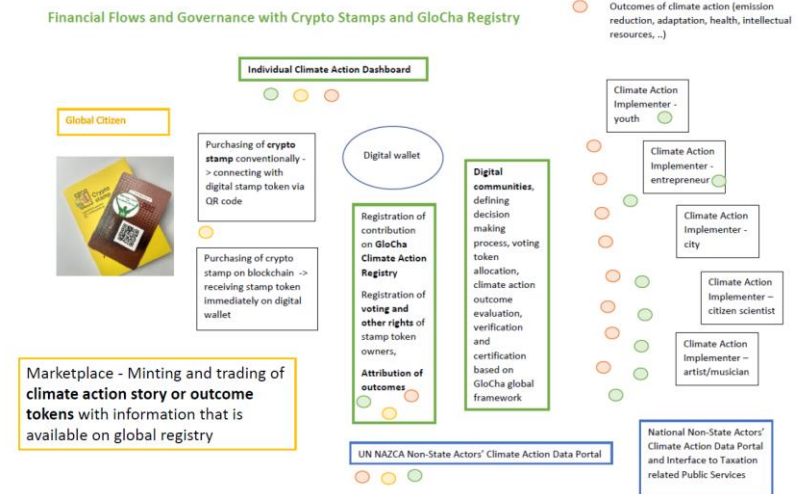 Financial Flows and Governance with Crypto Stamps and GloCha Registry
Outcomes of climate action (emission
reduction, adaptation, health, intellectual
resources, ..)
Individual Climate Action Dashboard
Global Citizen
Crypto
stamp
Purchasing of crypto
stamp conventionally -
> connecting with
digital stamp token via
QR code
Purchasing of crypto
stamp on blockchain ->
receiving stamp token
immediately on digital
wallet
Digital wallet
Registration of
contribution
on GloCha
Climate Action
Registry
Registration of
voting and
other rights of
stamp token
owners,
Attribution of
outcomes
Digital
communities,
defining
decision
making
process, voting
token
allocation,
climate action
outcome
evaluation,
verification
and
certification
based on
GloCha global
framework
Climate Action
Implementer -
youth
Climate Action
Implementer -
entrepreneur
Climate Action
Implementer -
city
Climate Action
Implementer –
citizen scientist
Climate Action
Implementer –
artist/musician
Marketplace - Minting and trading of
climate action story or outcome
tokens with information that is
available on global registry
UN NAZCA Non-State Actors' Climate Action Data Portal
National Non-State Actors'
Climate Action Data Portal
and Interface to Taxation
related Public Services